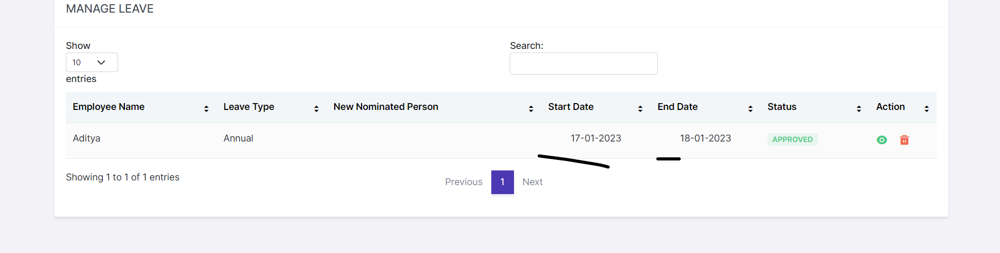 MANAGE LEAVE
Show
10
entries
Search:
Employee Name Leave Type New Nominated Person Start Date End Date Status Action
Aditya Annual 17-01-2023 18-01-2023 APPROVED
Showing 1 to 1 of 1 entries
Previous 1 Next